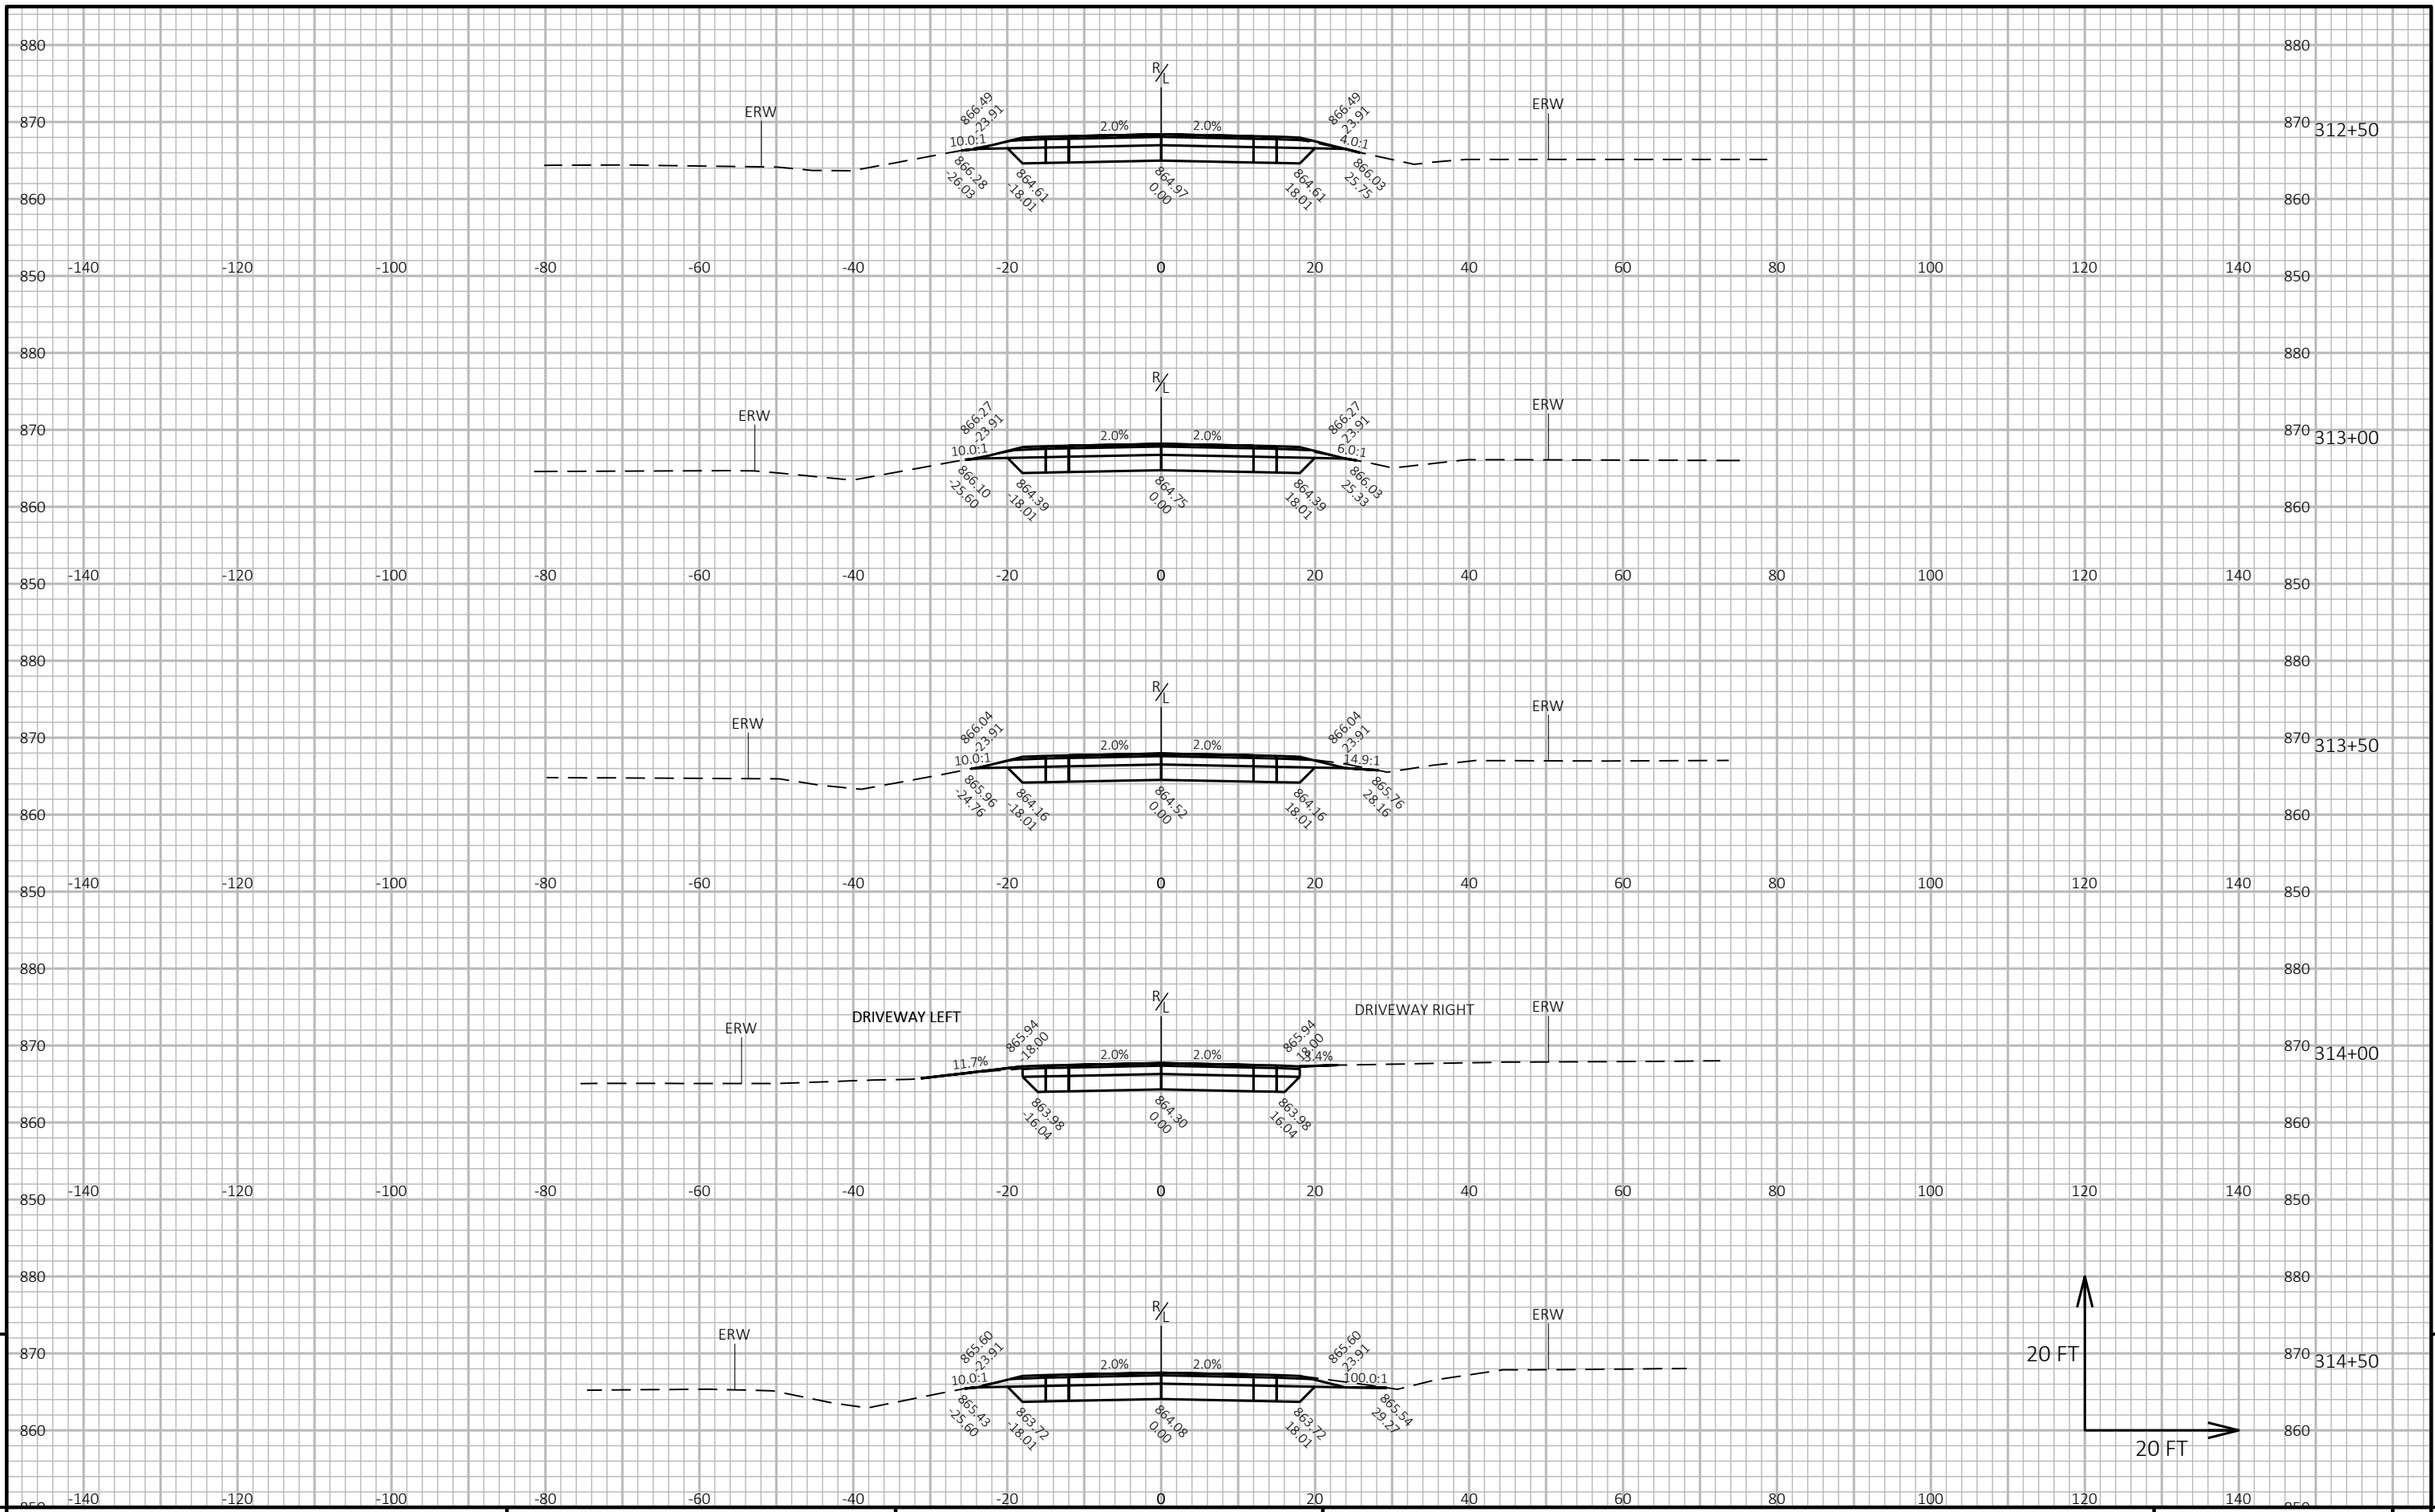 880 880
R/L
ERW 866.49 -23.91 866.49 23.91 ERW
870 10.0:1 2.0% 2.0% 4.0:1 870 312+50
866.28 -26.03 864.61 -18.01 864.97 0.00 864.61 18.01 866.03 25.75
860 860
-140 -120 -100 -80 -60 -40 -20 0 20 40 60 80 100 120 140
850 850
880 880
R/L
ERW 866.27 -23.91 866.27 23.91 ERW
870 10.0:1 2.0% 2.0% 6.0:1 870 313+00
866.10 -25.60 864.39 -18.01 864.75 0.00 864.39 18.01 866.03 25.33
860 860
-140 -120 -100 -80 -60 -40 -20 0 20 40 60 80 100 120 140
850 850
880 880
R/L
ERW 866.04 -23.91 866.04 23.91 ERW
870 10.0:1 2.0% 2.0% 14.9:1 870 313+50
865.96 -24.76 864.16 -18.01 864.52 0.00 864.16 18.01 865.76 28.16
860 860
-140 -120 -100 -80 -60 -40 -20 0 20 40 60 80 100 120 140
850 850
880 880
R/L
DRIVEWAY LEFT DRIVEWAY RIGHT
ERW 865.94 -18.00 865.94 18.00 ERW
870 11.7% 2.0% 2.0% 3.4% 870 314+00
863.98 -16.04 864.30 0.00 863.98 16.04
860 860
-140 -120 -100 -80 -60 -40 -20 0 20 40 60 80 100 120 140
850 850
880 880
R/L
ERW 865.60 -23.91 865.60 23.91 ERW
870 10.0:1 2.0% 2.0% 100.0:1 20 FT 870 314+50
865.43 -25.60 863.72 -18.01 864.08 0.00 863.72 18.01 865.54 29.27
860 860
20 FT
-140 -120 -100 -80 -60 -40 -20 0 20 40 60 80 100 120 140
850 850